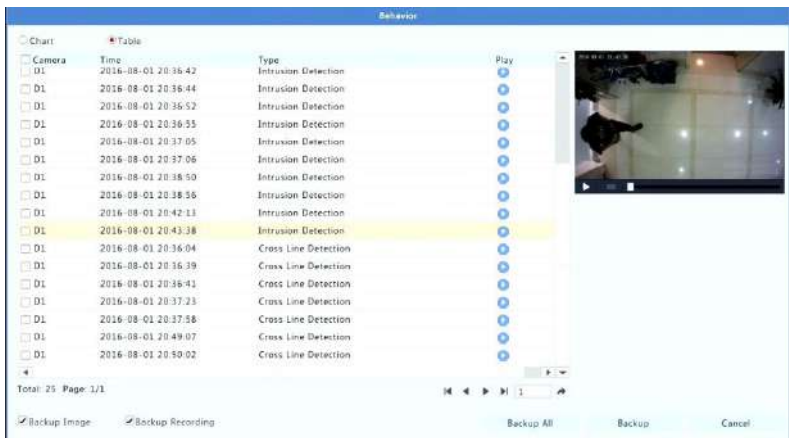 Behavior
Chart Table
Camera Time Type Play
D1 2016-08-01 20:36:42 Intrusion Detection
D1 2016-08-01 20:36:44 Intrusion Detection
D1 2016-08-01 20:36:52 Intrusion Detection
D1 2016-08-01 20:36:55 Intrusion Detection
D1 2016-08-01 20:37:05 Intrusion Detection
D1 2016-08-01 20:37:06 Intrusion Detection
D1 2016-08-01 20:38:50 Intrusion Detection
D1 2016-08-01 20:38:56 Intrusion Detection
D1 2016-08-01 20:42:13 Intrusion Detection
D1 2016-08-01 20:43:38 Intrusion Detection
D1 2016-08-01 20:36:04 Cross Line Detection
D1 2016-08-01 20:36:39 Cross Line Detection
D1 2016-08-01 20:36:41 Cross Line Detection
D1 2016-08-01 20:37:23 Cross Line Detection
D1 2016-08-01 20:37:58 Cross Line Detection
D1 2016-08-01 20:49:07 Cross Line Detection
D1 2016-08-01 20:50:02 Cross Line Detection
Total: 25 Page: 1/1 1
Backup Image Backup Recording Backup All Backup Cancel